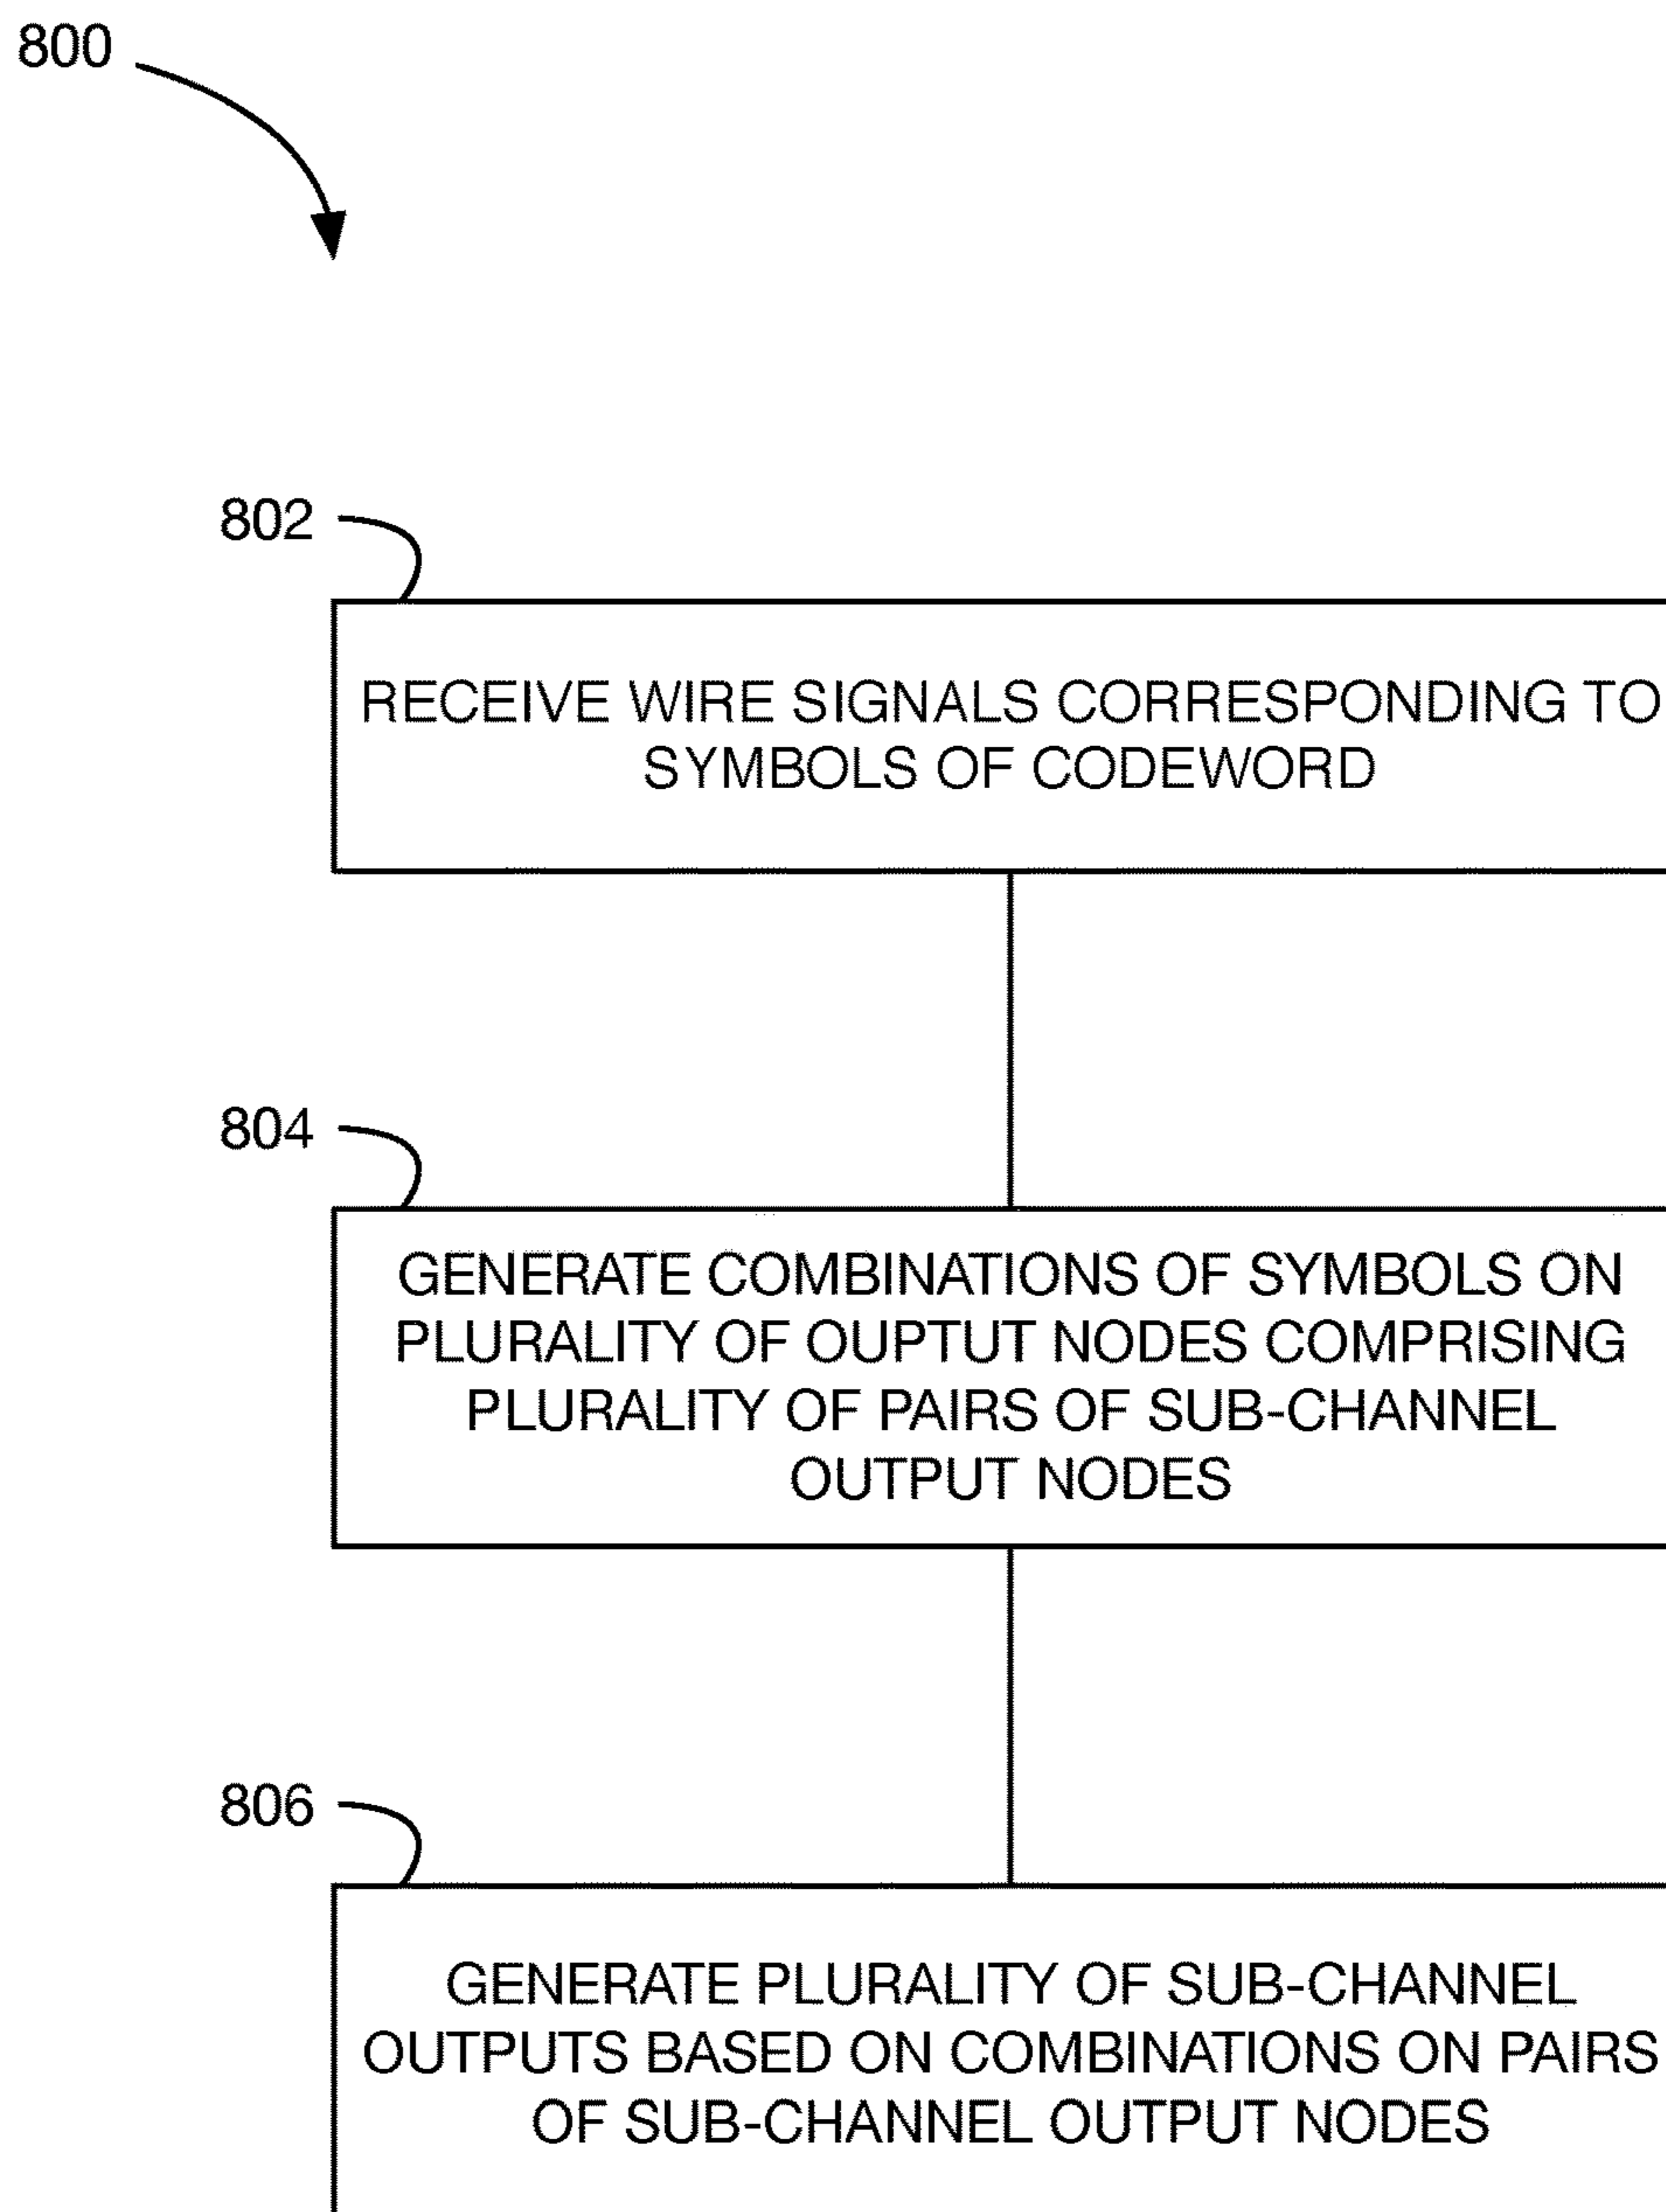 800
802
RECEIVE WIRE SIGNALS CORRESPONDING TO
SYMBOLS OF CODEWORD
804
GENERATE COMBINATIONS OF SYMBOLS ON
PLURALITY OF OUPTUT NODES COMPRISING
PLURALITY OF PAIRS OF SUB-CHANNEL
OUTPUT NODES
806
GENERATE PLURALITY OF SUB-CHANNEL
OUTPUTS BASED ON COMBINATIONS ON PAIRS
OF SUB-CHANNEL OUTPUT NODES